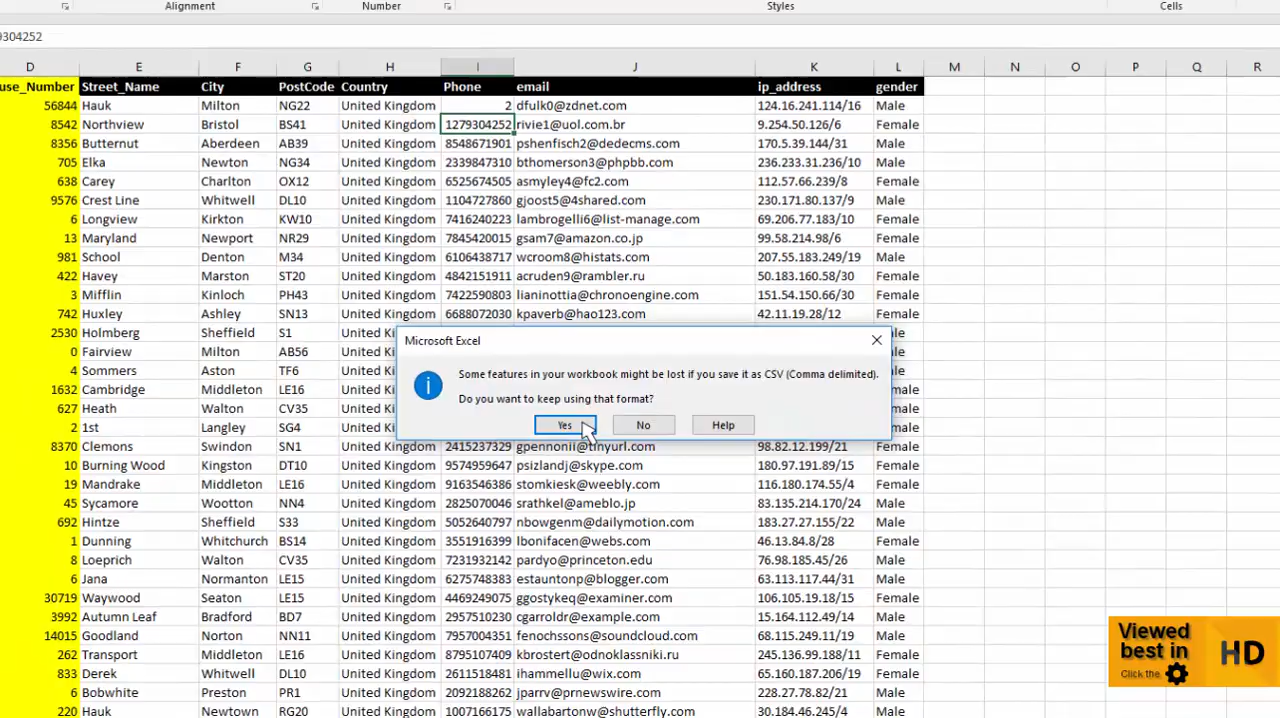 Alignment Number Styles Cells
9304252
D E F G H I J K L M N O P Q R
use_Number Street_Name City PostCode Country Phone email ip_address gender
56844 Hauk Milton NG22 United Kingdom 2 dfulk0@zdnet.com 124.16.241.114/16 Male
8542 Northview Bristol BS41 United Kingdom 1279304252 rivie1@uol.com.br 9.254.50.126/6 Female
8356 Butternut Aberdeen AB39 United Kingdom 8548671901 pshenfisch2@dedecms.com 170.5.39.144/31 Male
705 Elka Newton NG34 United Kingdom 2339847310 bthomerson3@phpbb.com 236.233.31.236/10 Male
638 Carey Charlton OX12 United Kingdom 6525674505 asmyley4@fc2.com 112.57.66.239/8 Female
9576 Crest Line Whitwell DL10 United Kingdom 1104727860 gjoost5@4shared.com 230.171.80.137/9 Male
6 Longview Kirkton KW10 United Kingdom 7416240223 lambrogelli6@list-manage.com 69.206.77.183/10 Female
13 Maryland Newport NR29 United Kingdom 7845420015 gsam7@amazon.co.jp 99.58.214.98/6 Female
981 School Denton M34 United Kingdom 6106438717 wcroom8@histats.com 207.55.183.249/19 Male
422 Havey Marston ST20 United Kingdom 4842151911 acruden9@rambler.ru 50.183.160.58/30 Female
3 Mifflin Kinloch PH43 United Kingdom 7422590803 lianinottia@chronoengine.com 151.54.150.66/30 Female
742 Huxley Ashley SN13 United Kingdom 6688072030 kpaverb@hao123.com 42.11.19.28/12 Female
2530 Holmberg Sheffield S1 United K
0 Fairview Milton AB56 United K
4 Sommers Aston TF6 United K
1632 Cambridge Middleton LE16 United K
627 Heath Walton CV35 United K
2 1st Langley SG4 United K
Microsoft Excel
Some features in your workbook might be lost if you save it as CSV (Comma delimited).
Do you want to keep using that format?
Yes No Help
8370 Clemons Swindon SN1 United Kingdom 2415237329 gpennonii@tinyurl.com 98.82.12.199/21 Female
10 Burning Wood Kingston DT10 United Kingdom 9574959647 psizlandj@skype.com 180.97.191.89/15 Female
19 Mandrake Middleton LE16 United Kingdom 9163546386 stomkiesk@weebly.com 116.180.174.55/4 Female
45 Sycamore Wootton NN4 United Kingdom 2825070046 srathkel@ameblo.jp 83.135.214.170/24 Male
692 Hintze Sheffield S33 United Kingdom 5052640797 nbowgenm@dailymotion.com 183.27.27.155/22 Male
1 Dunning Whitchurch BS14 United Kingdom 3551916399 lbonifacen@webs.com 46.13.84.8/28 Female
8 Loeprich Walton CV35 United Kingdom 7231932142 pardyo@princeton.edu 76.98.185.45/26 Male
6 Jana Normanton LE15 United Kingdom 6275748383 estauntonp@blogger.com 63.113.117.44/31 Male
30719 Waywood Seaton LE15 United Kingdom 4469249075 ggostykeq@examiner.com 106.105.19.18/15 Female
3992 Autumn Leaf Bradford BD7 United Kingdom 2957510230 cgarroldr@example.com 15.164.112.49/14 Male
14015 Goodland Norton NN11 United Kingdom 7957004351 fenochssons@soundcloud.com 68.115.249.11/19 Male
262 Transport Middleton LE16 United Kingdom 8795107409 kbrostert@odnoklassniki.ru 245.136.99.188/11 Female
833 Derek Whitwell DL10 United Kingdom 2611518481 ihammellu@wix.com 65.160.187.206/19 Female
6 Bobwhite Preston PR1 United Kingdom 2092188262 jparrv@prnewswire.com 228.27.78.82/21 Male
220 Hauk Newtown RG20 United Kingdom 1007166175 wallabartonw@shutterfly.com 30.184.46.245/4 Male
Viewed
best in
Click the
HD